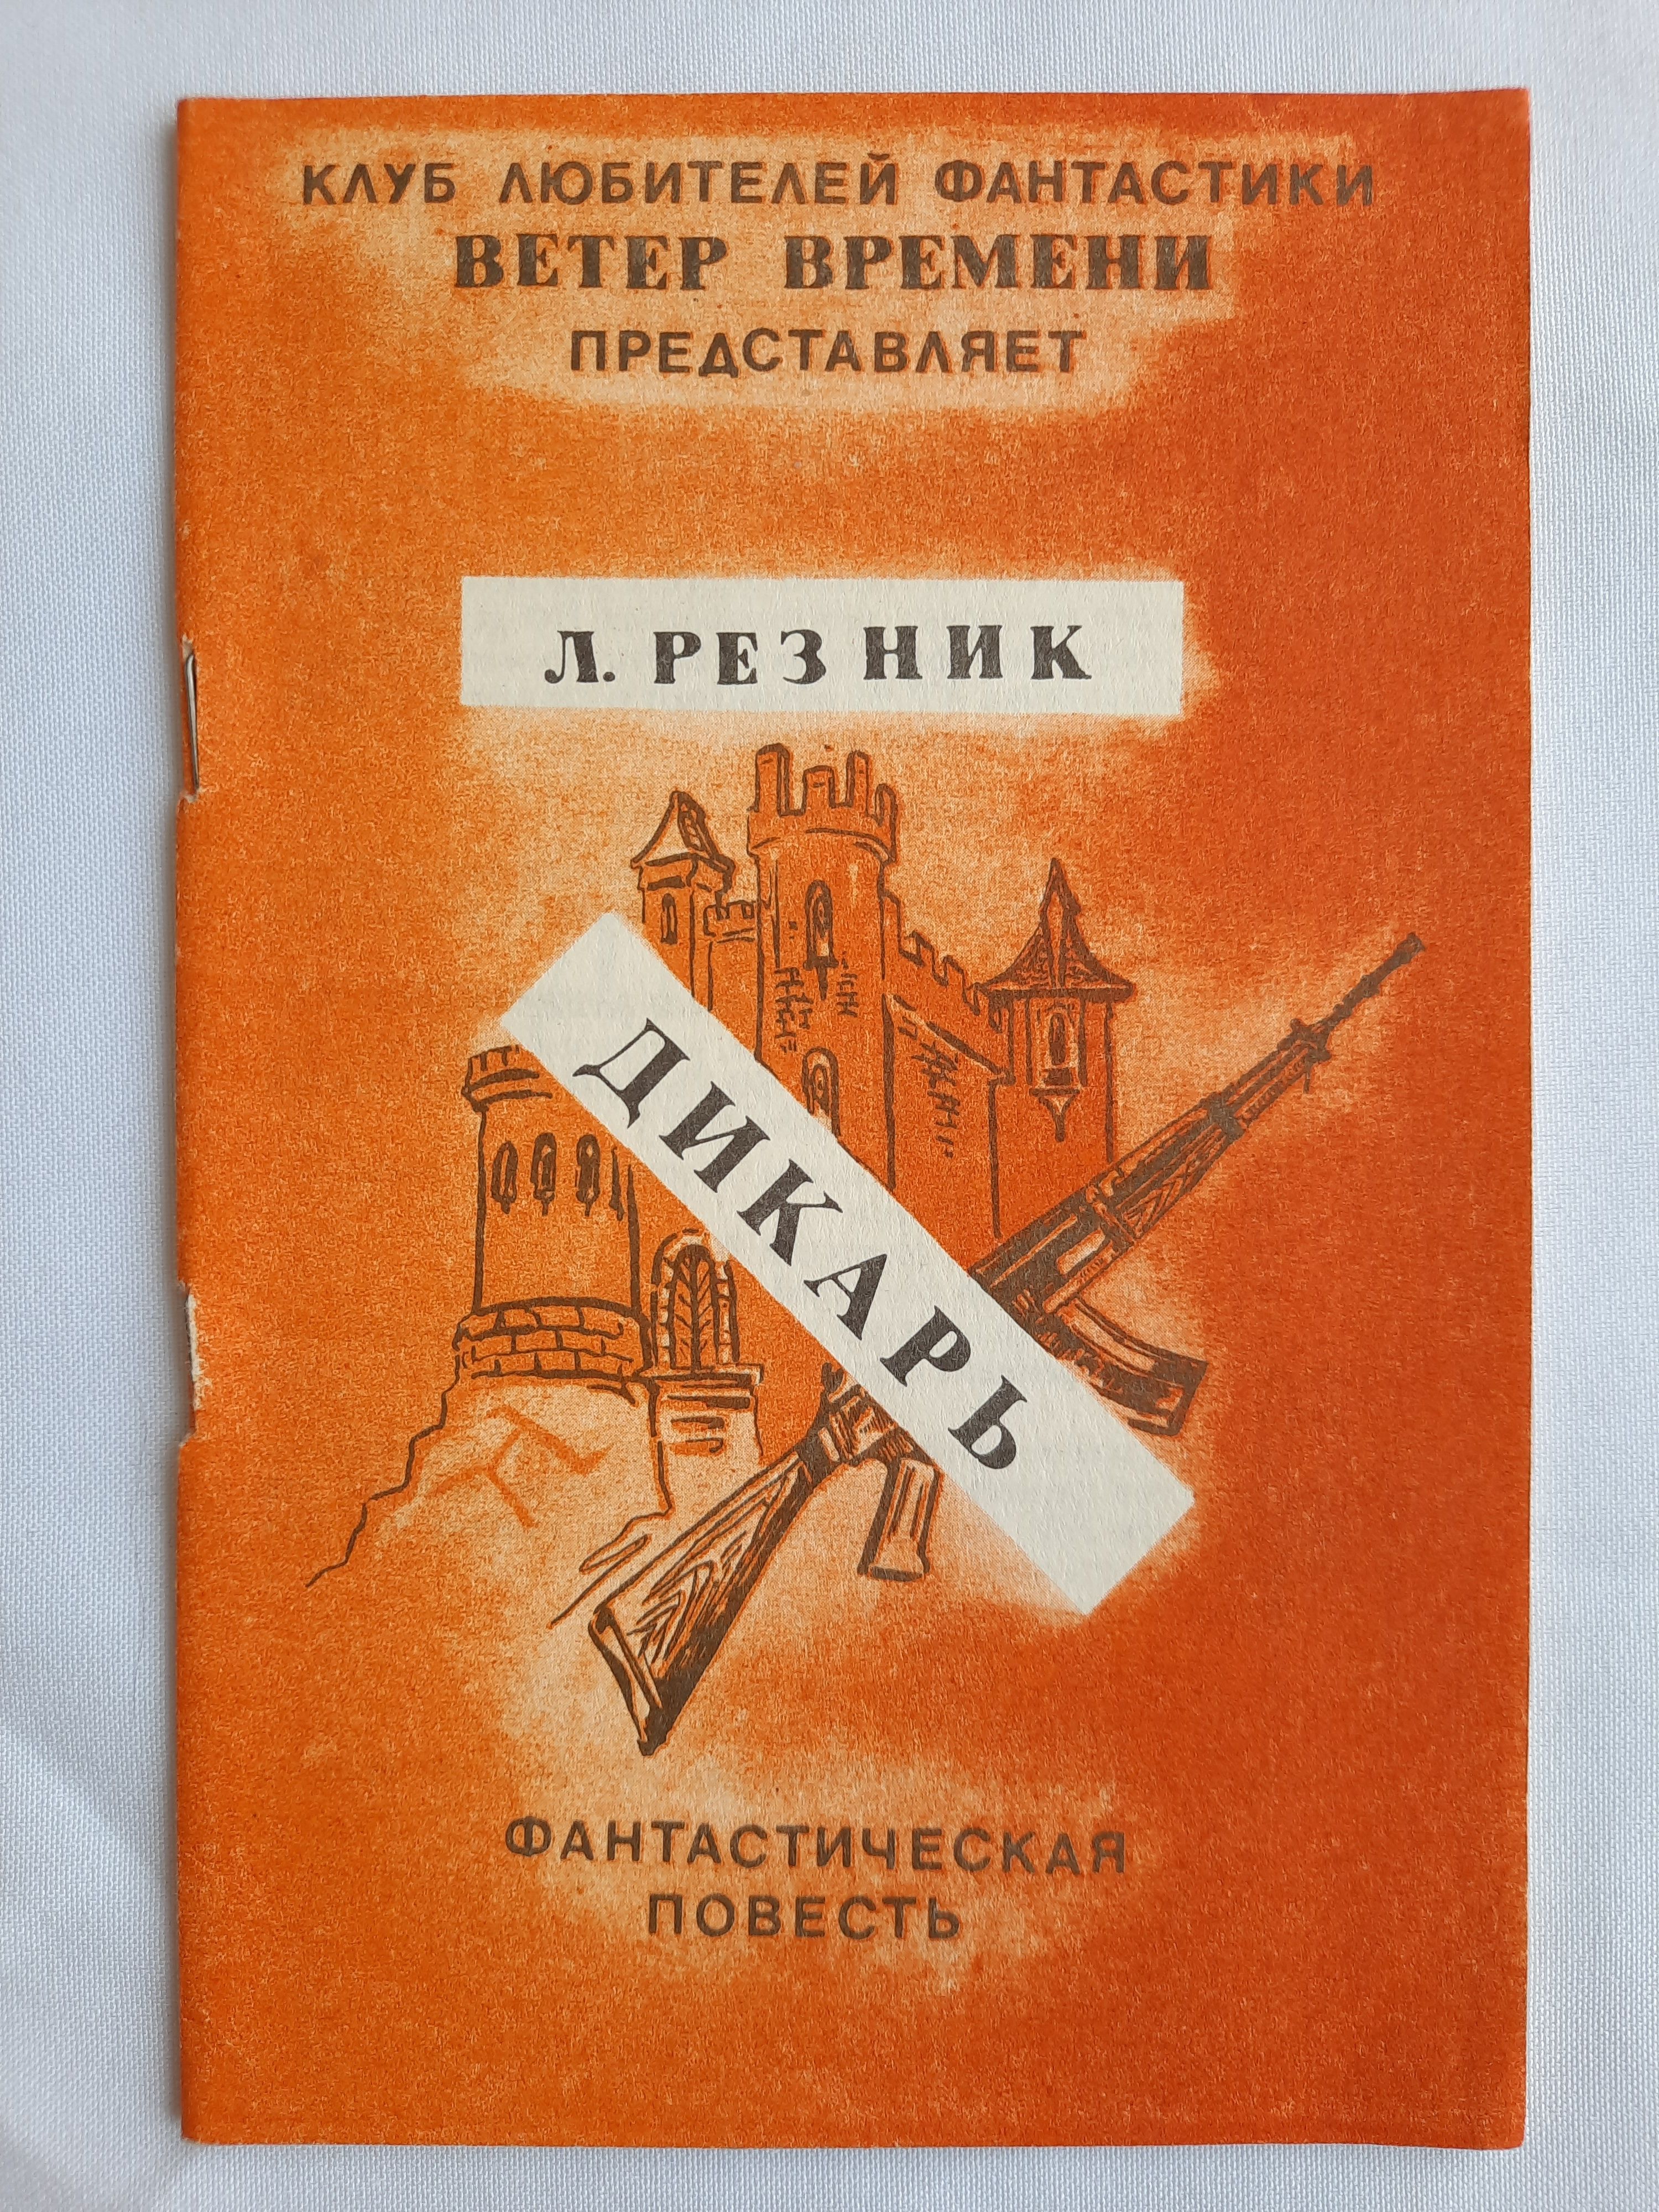 КЛУБ ЛЮБИТЕЛЕЙ ФАНТАСТИКИ
ВЕТЕР ВРЕМЕНИ
ПРЕДСТАВЛЯЕТ
Л. РЕЗНИК
ДИКАРЬ
ФАНТАСТИЧЕСКАЯ
ПОВЕСТЬ